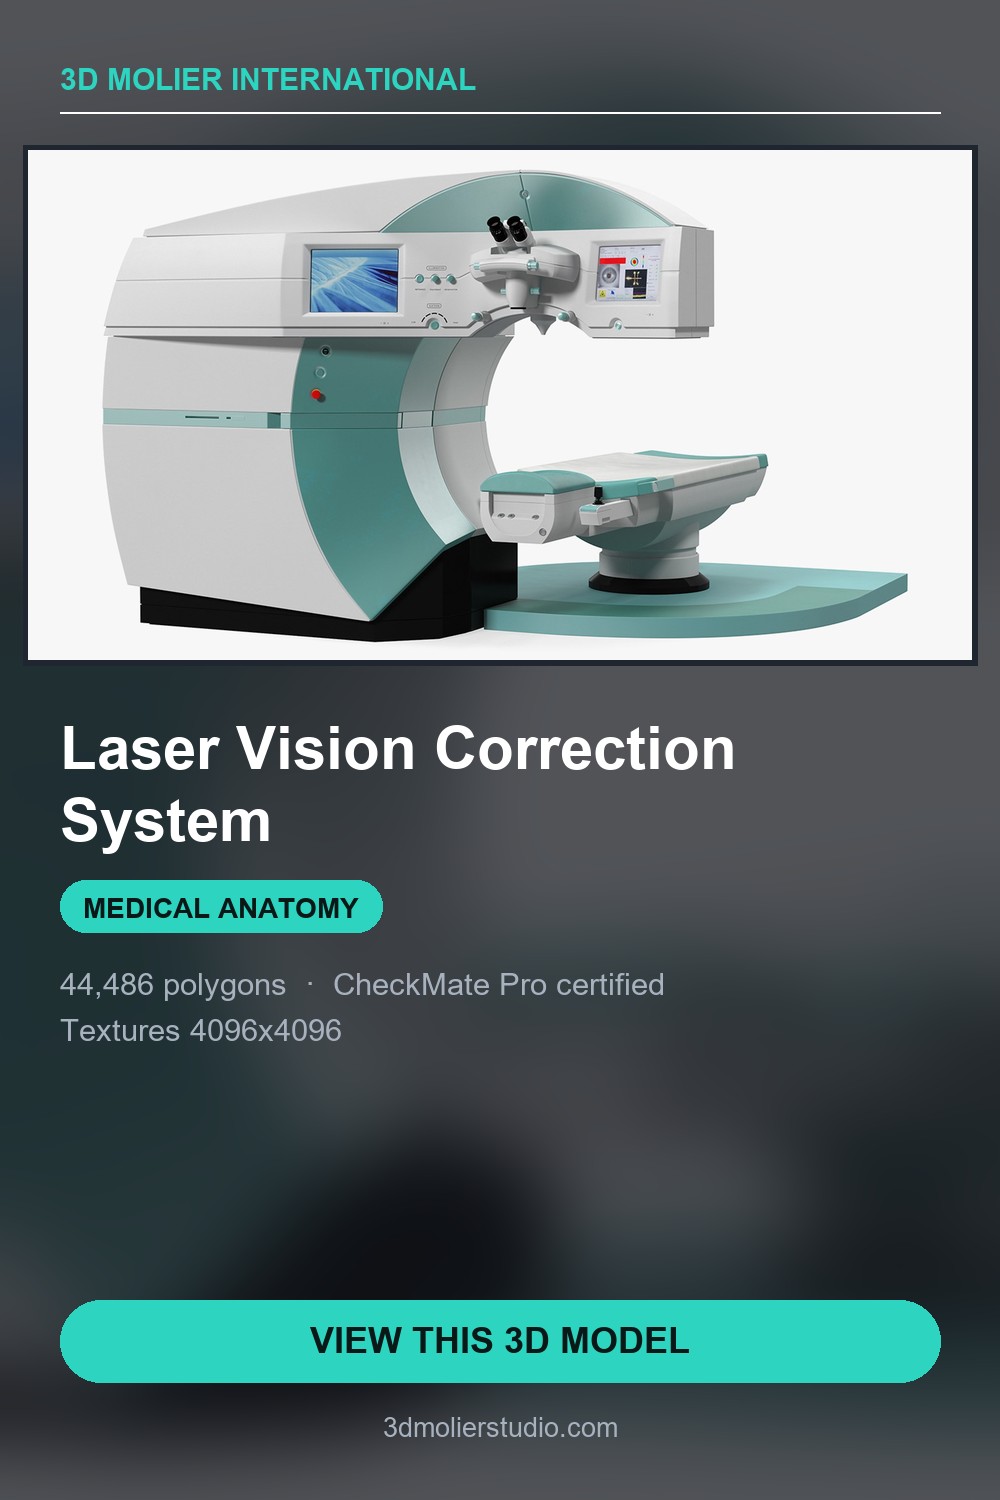 3D MOLIER INTERNATIONAL
Laser Vision Correction
System
MEDICAL ANATOMY
44,486 polygons · CheckMate Pro certified
Textures 4096x4096
VIEW THIS 3D MODEL
3dmolierstudio.com